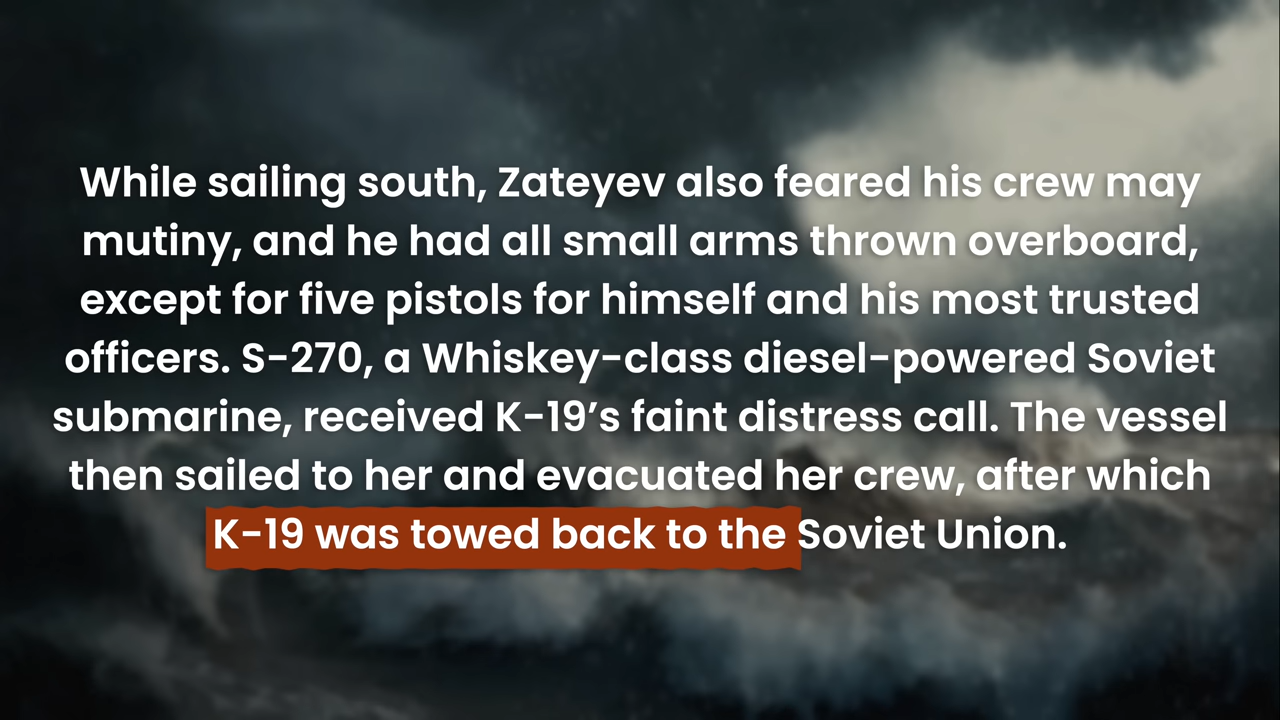 While sailing south, Zateyev also feared his crew may
mutiny, and he had all small arms thrown overboard,
except for five pistols for himself and his most trusted
officers. S-270, a Whiskey-class diesel-powered Soviet
submarine, received K-19’s faint distress call. The vessel
then sailed to her and evacuated her crew, after which
K-19 was towed back to the Soviet Union.